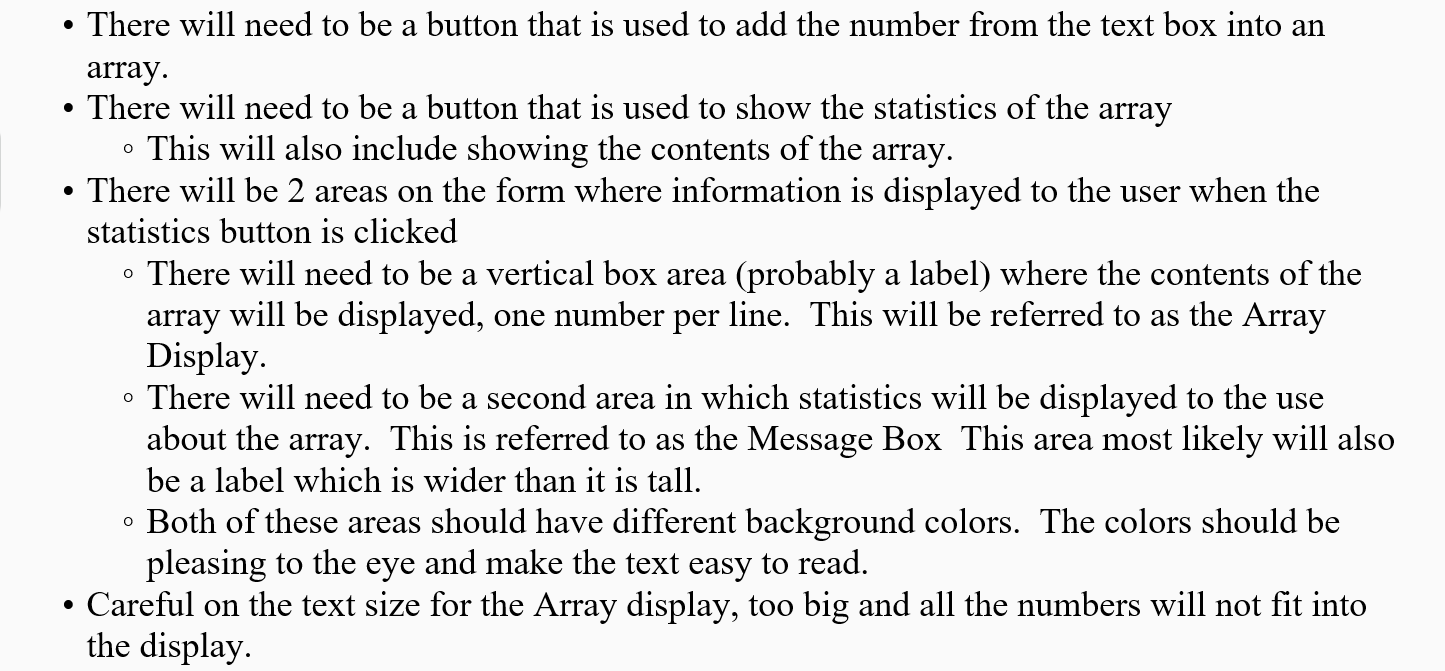 • There will need to be a button that is used to add the number from the text box into an
array.
• There will need to be a button that is used to show the statistics of the array
◦ This will also include showing the contents of the array.
• There will be 2 areas on the form where information is displayed to the user when the
statistics button is clicked
◦ There will need to be a vertical box area (probably a label) where the contents of the
array will be displayed, one number per line.  This will be referred to as the Array
Display.
◦ There will need to be a second area in which statistics will be displayed to the use
about the array.  This is referred to as the Message Box  This area most likely will also
be a label which is wider than it is tall.
◦ Both of these areas should have different background colors.  The colors should be
pleasing to the eye and make the text easy to read.
• Careful on the text size for the Array display, too big and all the numbers will not fit into
the display.